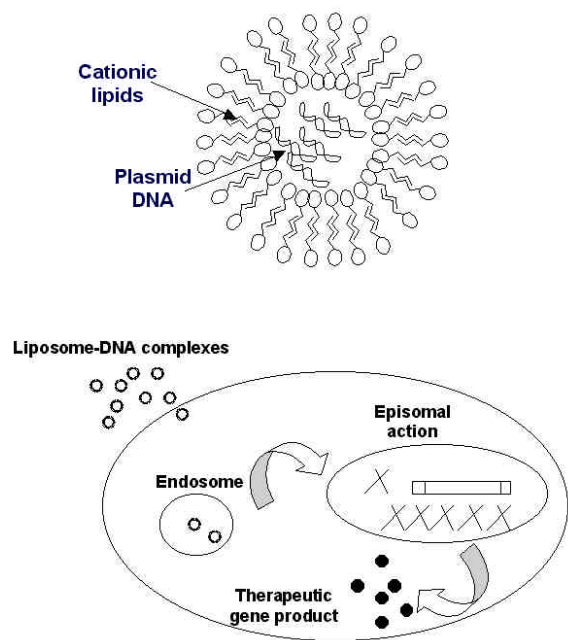 Cationic
lipids
Plasmid
DNA
Liposome-DNA complexes
Episomal
action
Endosome
Therapeutic
gene product